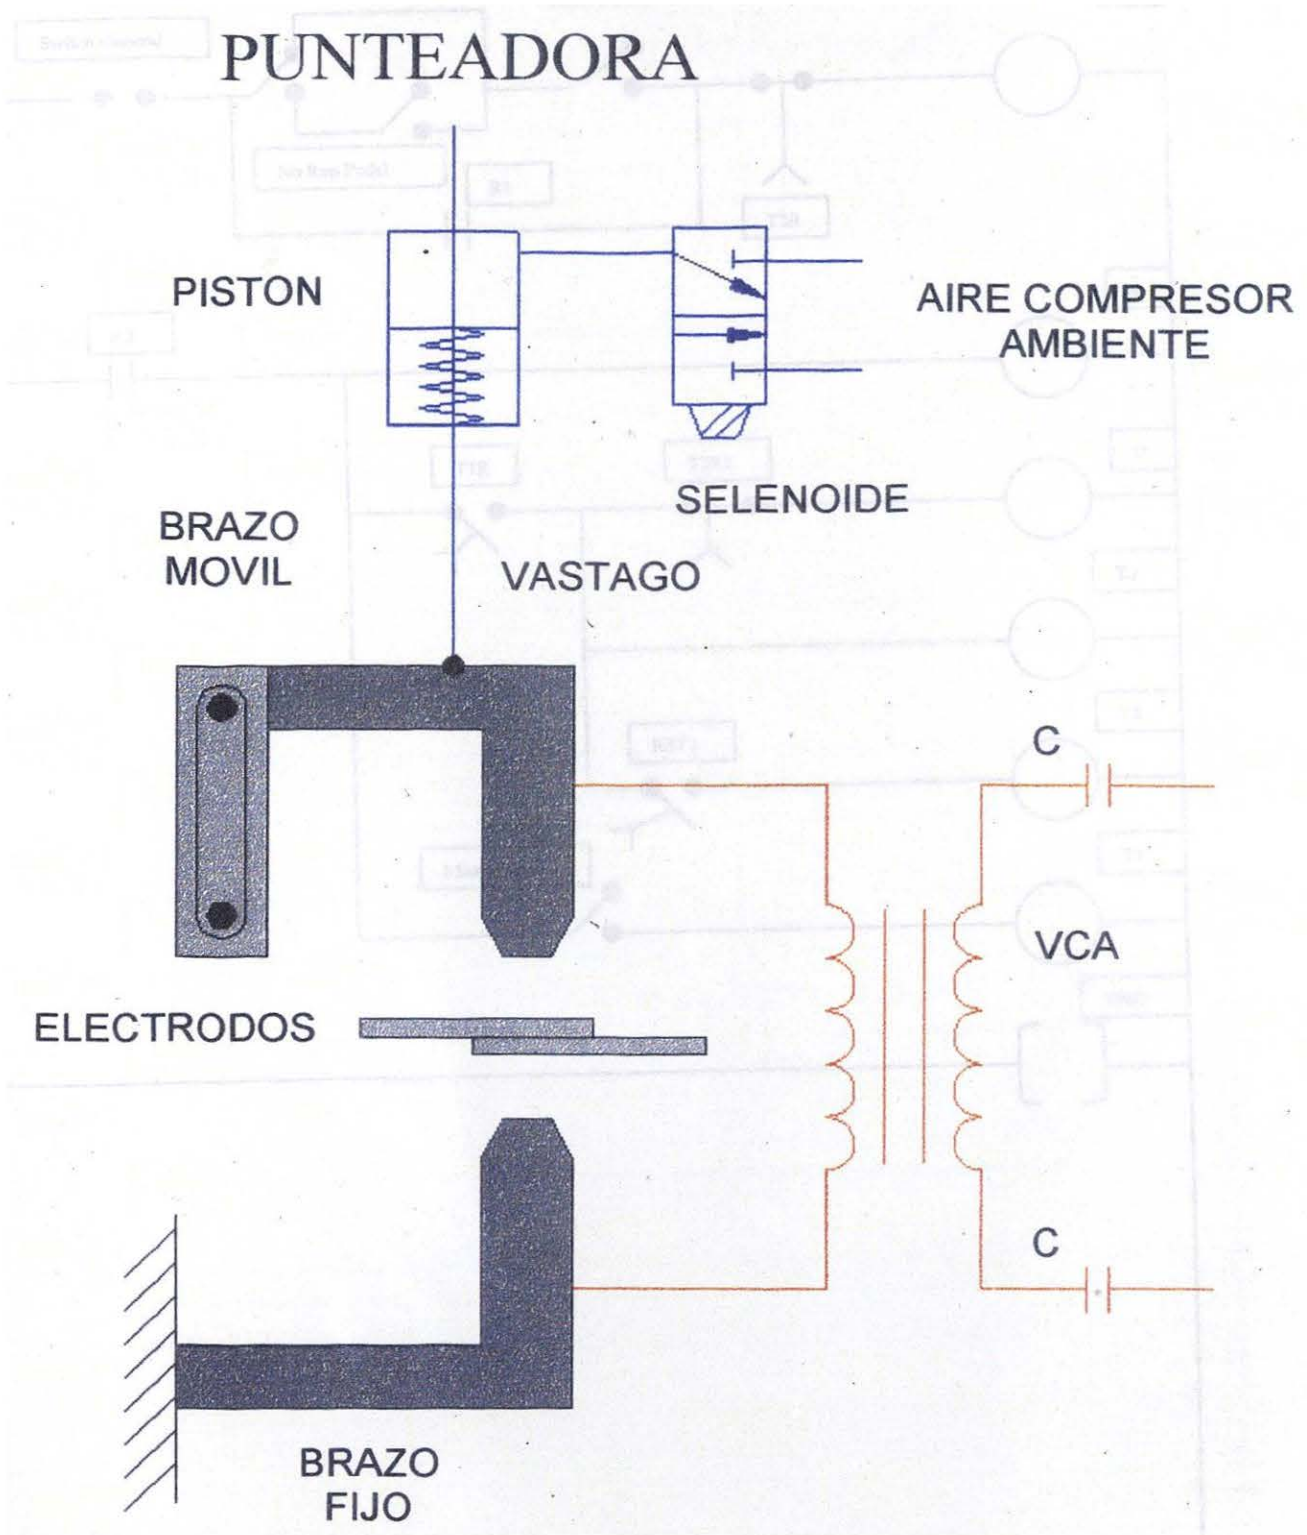 PUNTEADORA
PISTON
AIRE COMPRESOR
AMBIENTE
SELENOIDE
BRAZO
MOVIL
VASTAGO
C
VCA
ELECTRODOS
C
BRAZO
FIJO